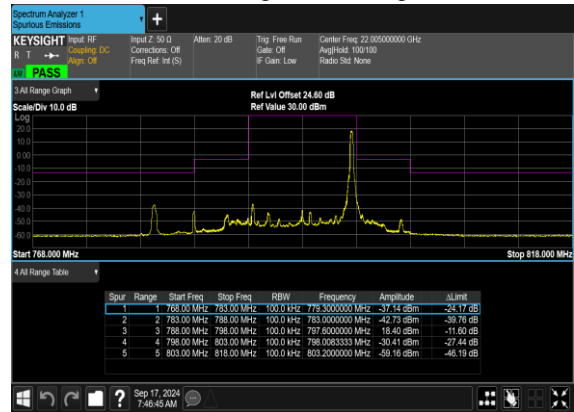 Spectrum Analyzer 1
Spurious Emissions
KEYSIGHT Input: RF Input Z: 50 Ω Atten: 20 dB Trig: Free Run Center Freq: 22.005000000 GHz
R T Coupling: DC Corrections: Off Gate: Off Avg|Hold: 100/100
Align: Off Freq Ref: Int (S) IF Gain: Low Radio Std: None
PASS
3 All Range Graph
Ref Lvl Offset 24.60 dB
Scale/Div 10.0 dB Ref Value 30.00 dBm
Log
20.0
10.0
0.00
-10.0
-20.0
-30.0
-40.0
-50.0
-60.0
Start 768.000 MHz Stop 818.000 MHz
4 All Range Table
Spur Range Start Freq Stop Freq RBW Frequency Amplitude ΔLimit
1 1 768.00 MHz 783.00 MHz 100.0 kHz 779.3000000 MHz -37.14 dBm -24.17 dB
2 2 783.00 MHz 788.00 MHz 100.0 kHz 783.0000000 MHz -42.73 dBm -39.76 dB
3 3 788.00 MHz 798.00 MHz 100.0 kHz 797.6000000 MHz 18.40 dBm -11.60 dB
4 4 798.00 MHz 803.00 MHz 100.0 kHz 798.0083333 MHz -30.41 dBm -27.44 dB
5 5 803.00 MHz 818.00 MHz 100.0 kHz 803.2000000 MHz -59.16 dBm -46.19 dB
? Sep 17, 2024
7:46:45 AM